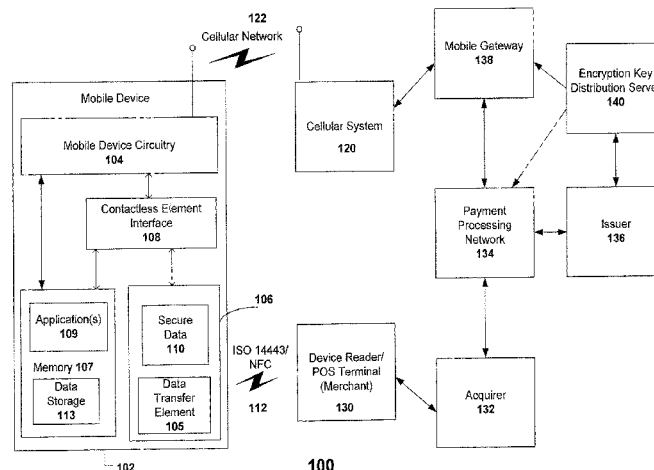 122
Cellular Network
Mobile Device
Mobile Device Circuitry
104
Contactless Element
Interface
108
Application(s)
109
Memory 107
Data
Storage
113
Secure
Data
110
Data
Transfer
Element
105
106
102
ISO 14443/
NFC
112
Cellular System
120
Mobile Gateway
138
Encryption Key
Distribution Server
140
Payment
Processing
Network
134
Issuer
136
Device Reader/
POS Terminal
(Merchant)
130
Acquirer
132
100